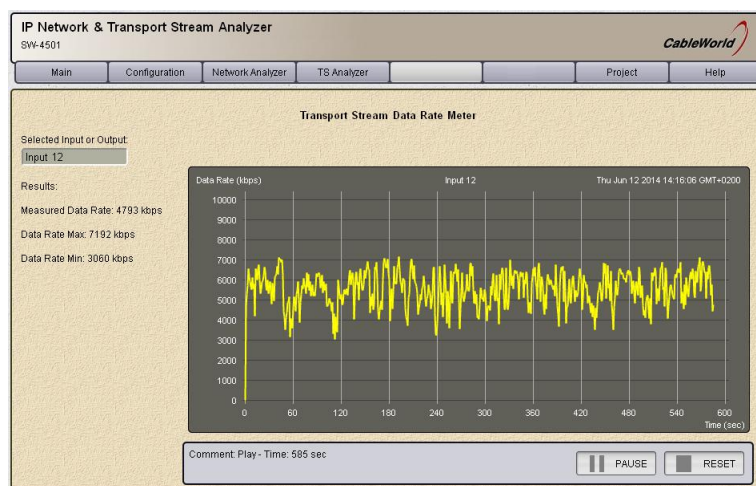 IP Network & Transport Stream Analyzer
SW-4501
CableWorld
Main Configuration Network Analyzer TS Analyzer Project Help
Transport Stream Data Rate Meter
Selected Input or Output:
Input 12
Results:
Measured Data Rate: 4793 kbps
Data Rate Max: 7192 kbps
Data Rate Min: 3060 kbps
Data Rate (kbps) Input 12 Thu Jun 12 2014 14:16:06 GMT+0200
10000
9000
8000
7000
6000
5000
4000
3000
2000
1000
0
0 60 120 180 240 300 360 420 480 540 600
Time (sec)
Comment: Play - Time: 585 sec
PAUSE RESET